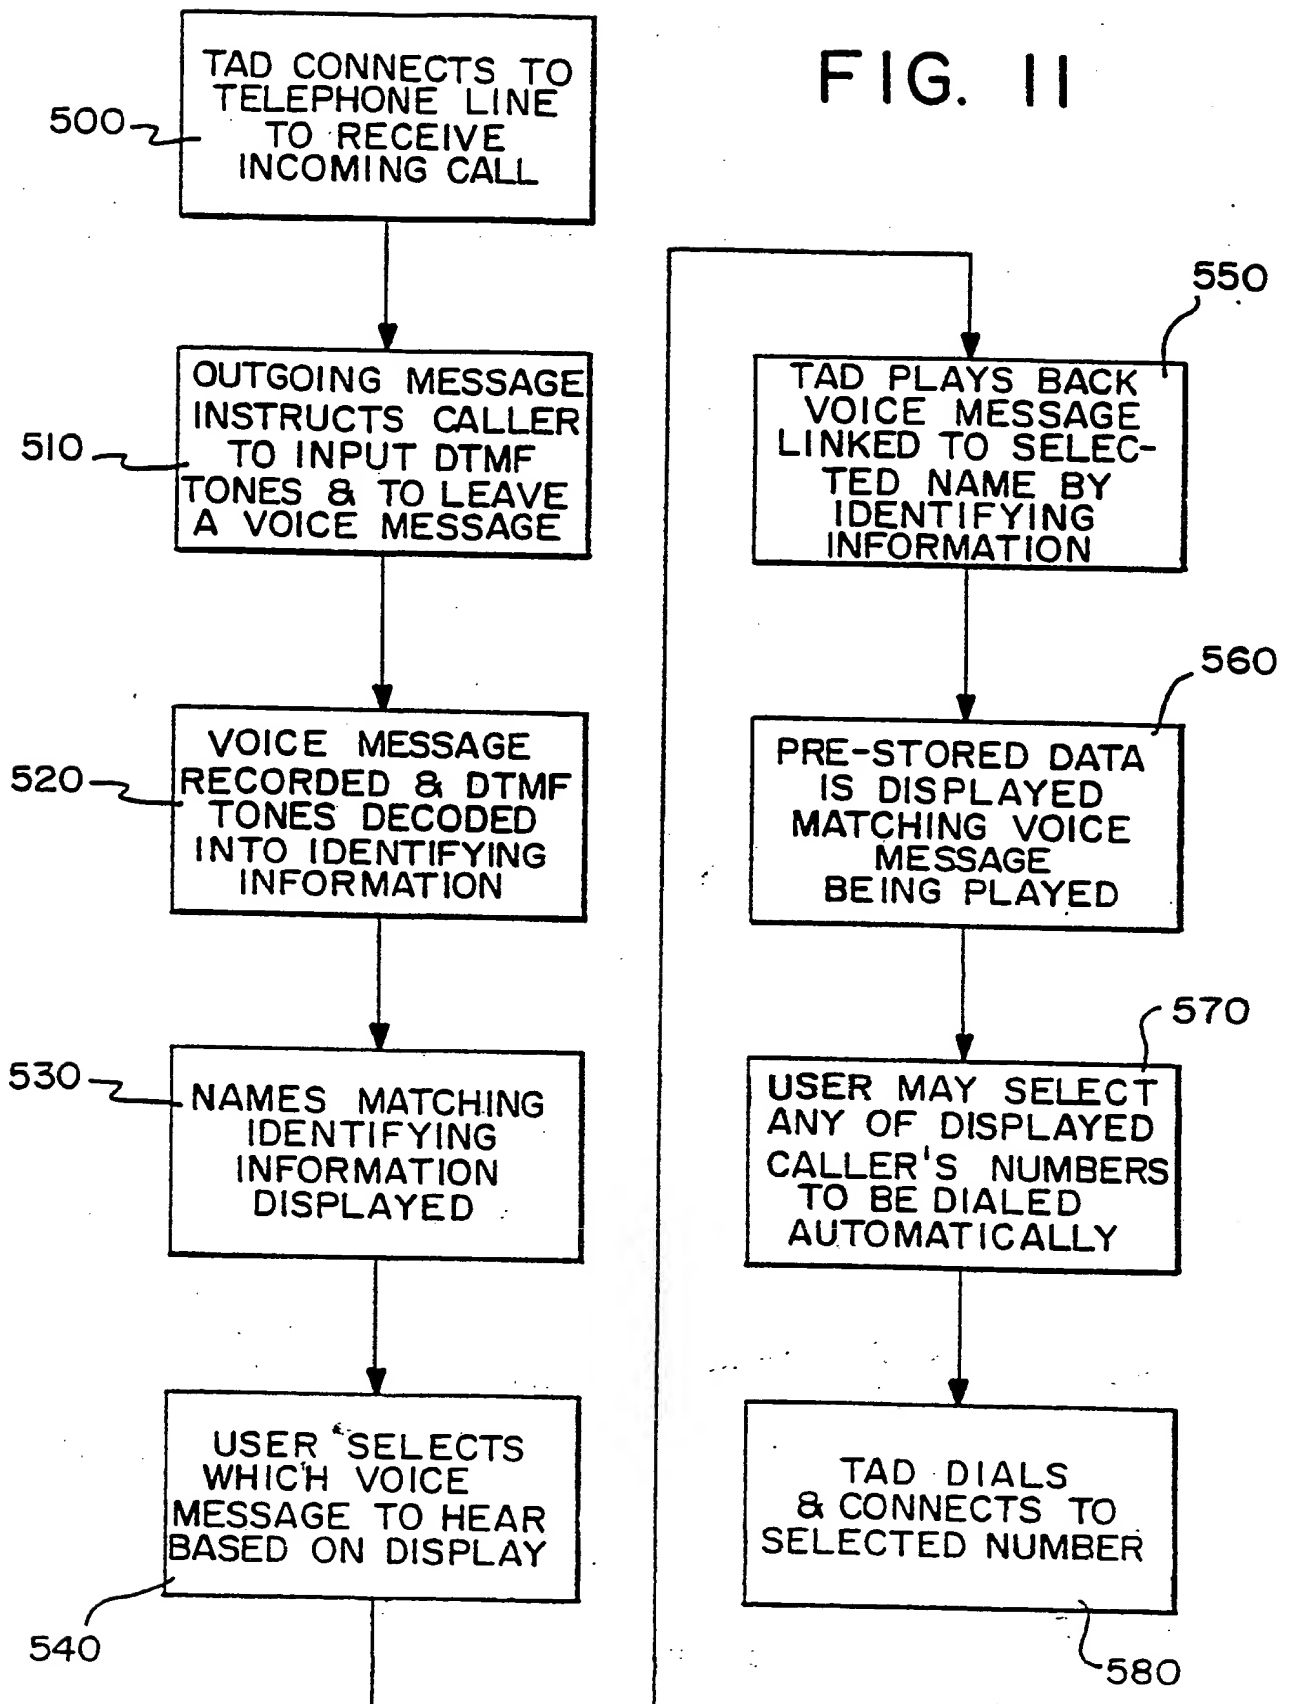 FIG. 11
500
TAD CONNECTS TO
TELEPHONE LINE
TO RECEIVE
INCOMING CALL
510
OUTGOING MESSAGE
INSTRUCTS CALLER
TO INPUT DTMF
TONES & TO LEAVE
A VOICE MESSAGE
520
VOICE MESSAGE
RECORDED & DTMF
TONES DECODED
INTO IDENTIFYING
INFORMATION
530
NAMES MATCHING
IDENTIFYING
INFORMATION
DISPLAYED
USER SELECTS
WHICH VOICE
MESSAGE TO HEAR
BASED ON DISPLAY
540
550
TAD PLAYS BACK
VOICE MESSAGE
LINKED TO SELEC-
TED NAME BY
IDENTIFYING
INFORMATION
560
PRE-STORED DATA
IS DISPLAYED
MATCHING VOICE
MESSAGE
BEING PLAYED
570
USER MAY SELECT
ANY OF DISPLAYED
CALLER'S NUMBERS
TO BE DIALED
AUTOMATICALLY
TAD DIALS
& CONNECTS TO
SELECTED NUMBER
580